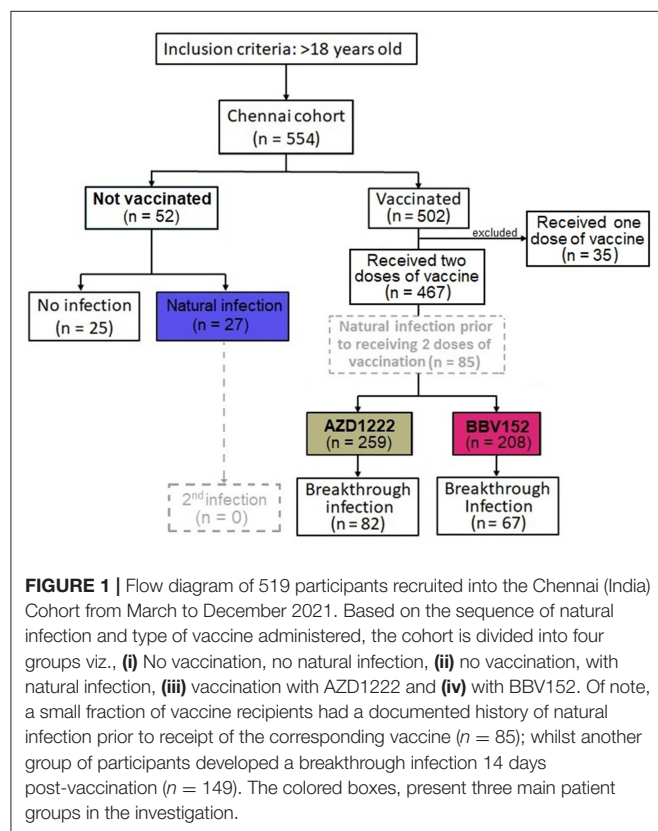 Inclusion criteria: >18 years old
Chennai cohort
(n = 554)
Not vaccinated
(n = 52)
Vaccinated
(n = 502)
excluded
Received one
dose of vaccine
(n = 35)
No infection
(n = 25)
Natural infection
(n = 27)
Received two
doses of vaccine
(n = 467)
Natural infection prior
to receiving 2 doses of
vaccination (n = 85)
AZD1222
(n = 259)
BBV152
(n = 208)
2nd infection
(n = 0)
Breakthrough
infection
(n = 82)
Breakthrough
Infection
(n = 67)
FIGURE 1 | Flow diagram of 519 participants recruited into the Chennai (India)
Cohort from March to December 2021. Based on the sequence of natural
infection and type of vaccine administered, the cohort is divided into four
groups viz., (i) No vaccination, no natural infection, (ii) no vaccination, with
natural infection, (iii) vaccination with AZD1222 and (iv) with BBV152. Of note,
a small fraction of vaccine recipients had a documented history of natural
infection prior to receipt of the corresponding vaccine (n = 85); whilst another
group of participants developed a breakthrough infection 14 days
post-vaccination (n = 149). The colored boxes, present three main patient
groups in the investigation.